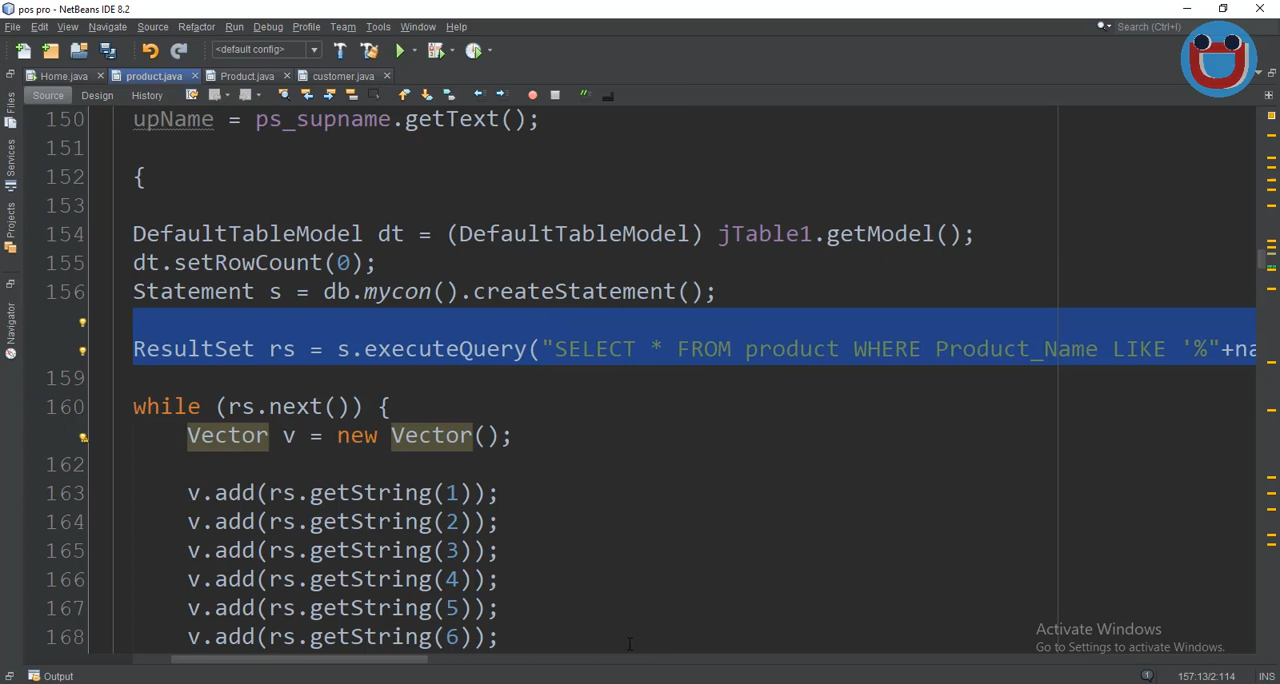 pos pro - NetBeans IDE 8.2
File Edit View Navigate Source Refactor Run Debug Profile Team Tools Window Help
Search (Ctrl+I)
<default config>
Home.java product.java Product.java customer.java
Source Design History
Files
Services
Projects
Navigator
150 upName = ps_supname.getText();
151
152 {
153
154 DefaultTableModel dt = (DefaultTableModel) jTable1.getModel();
155 dt.setRowCount(0);
156 Statement s = db.mycon().createStatement();
ResultSet rs = s.executeQuery("SELECT * FROM product WHERE Product_Name LIKE '%"+na
159
160 while (rs.next()) {
Vector v = new Vector();
162
163 v.add(rs.getString(1));
164 v.add(rs.getString(2));
165 v.add(rs.getString(3));
166 v.add(rs.getString(4));
167 v.add(rs.getString(5));
168 v.add(rs.getString(6));
Activate Windows
Go to Settings to activate Windows.
Output
157:13/2:114 INS